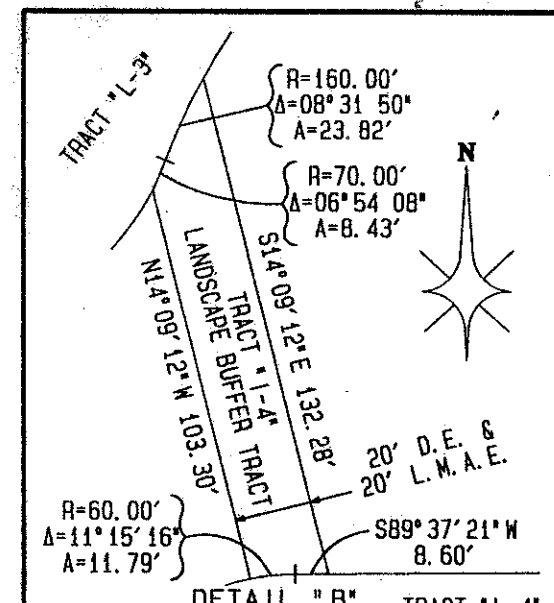 TRACT "L-3"
R=160.00'
Δ=08° 31 50"
A=23.82'
R=70.00'
Δ=06° 54 08"
A=8.43'
N
N14° 09' 12" W 103.30'
LANDSCAPE BUFFER TRACT
TRACT "I-4"
S14° 09' 12" E 132.28'
20' D.E. &
20' L.M.A.E.
R=60.00'
Δ=11° 15' 16"
A=11.79'
S89° 37' 21" W
8.60'
DETAIL "B"